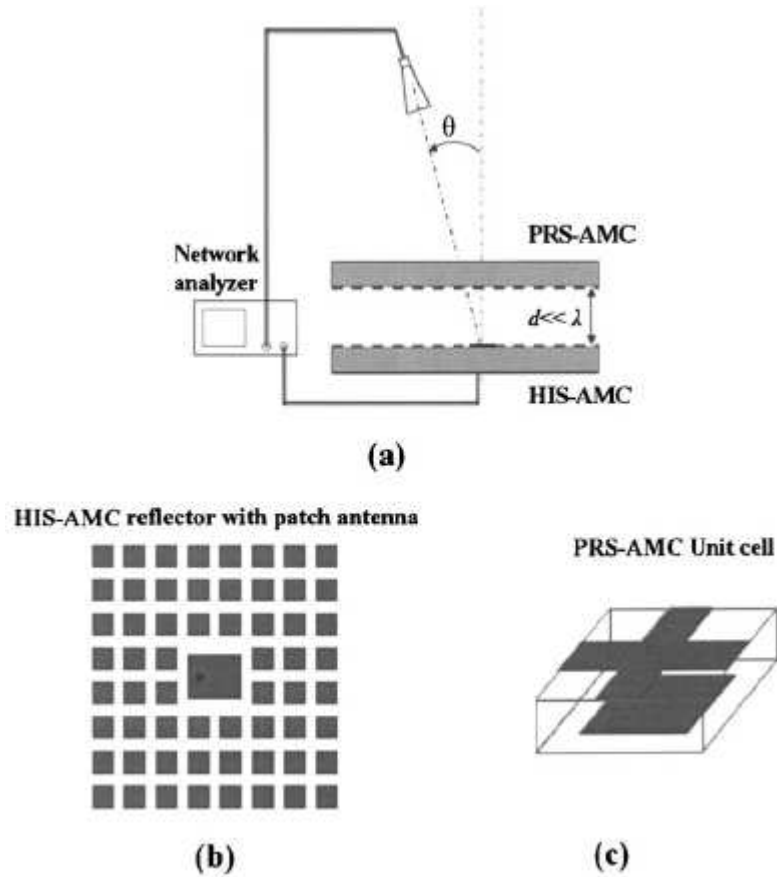 θ
PRS-AMC
Network
analyzer
d<< λ
HIS-AMC
(a)
HIS-AMC reflector with patch antenna
PRS-AMC Unit cell
(b)
(c)